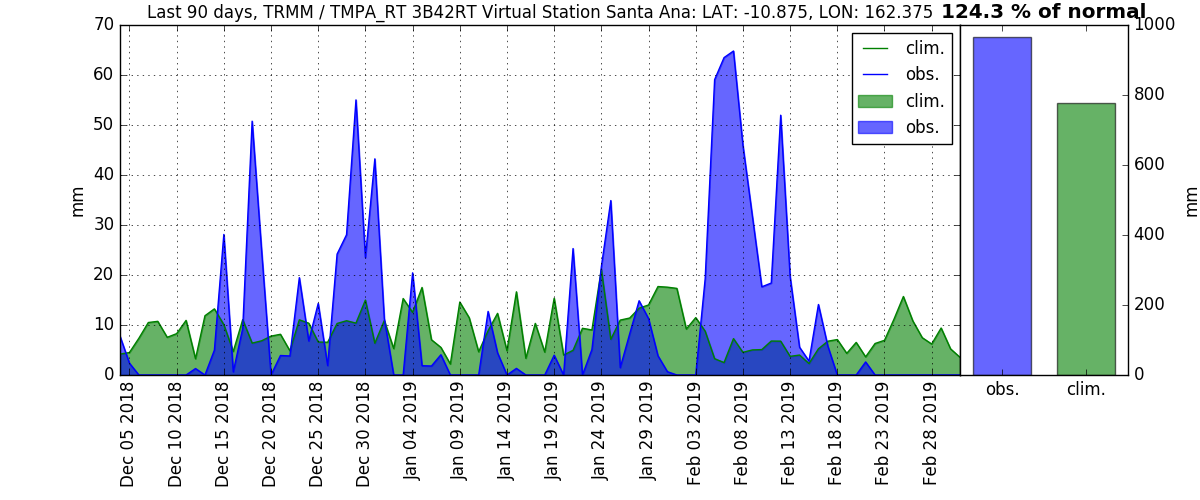 Last 90 days, TRMM / TMPA_RT 3B42RT Virtual Station Santa Ana: LAT: -10.875, LON: 162.375 124.3 % of normal
70
60
50
40
30
20
10
0
mm
clim.
obs.
clim.
obs.
1000
800
600
400
200
0
mm
Dec 05 2018
Dec 10 2018
Dec 15 2018
Dec 20 2018
Dec 25 2018
Dec 30 2018
Jan 04 2019
Jan 09 2019
Jan 14 2019
Jan 19 2019
Jan 24 2019
Jan 29 2019
Feb 03 2019
Feb 08 2019
Feb 13 2019
Feb 18 2019
Feb 23 2019
Feb 28 2019
obs. clim.